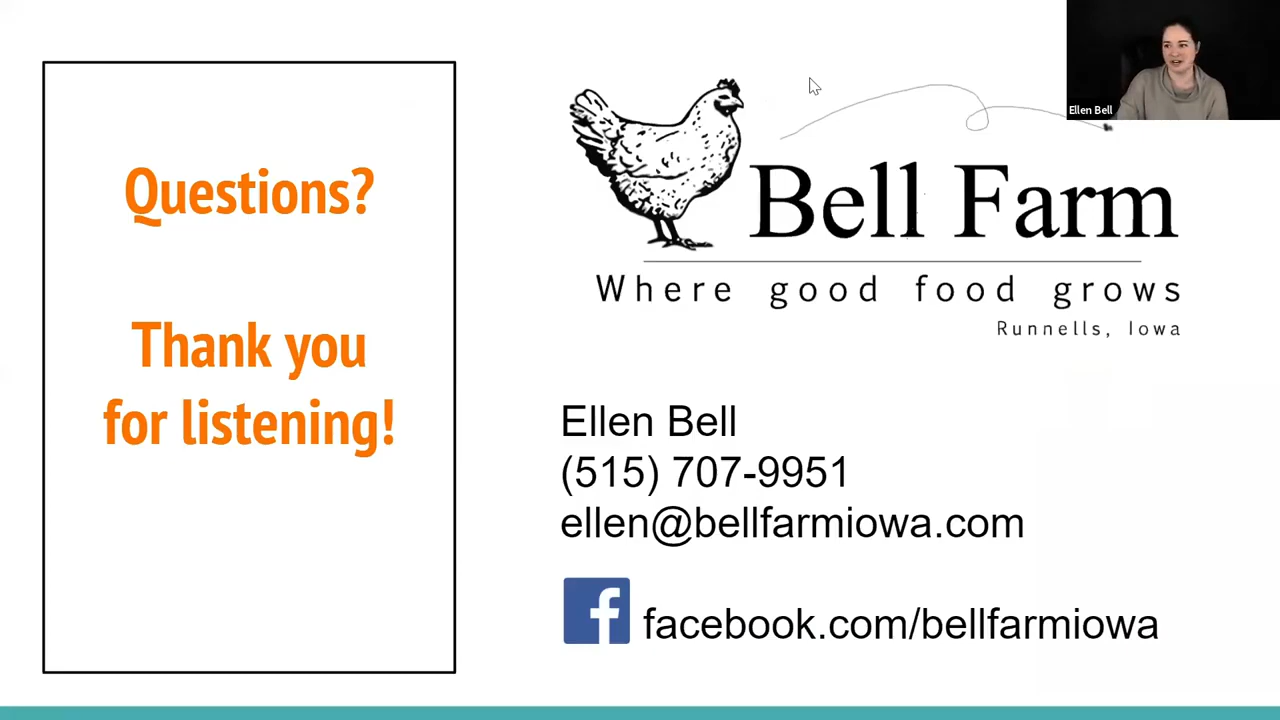 Questions?
Thank you
for listening!
Bell Farm
Where good food grows
Runnells, Iowa
Ellen Bell
(515) 707-9951
ellen@bellfarmiowa.com
facebook.com/bellfarmiowa
Ellen Bell